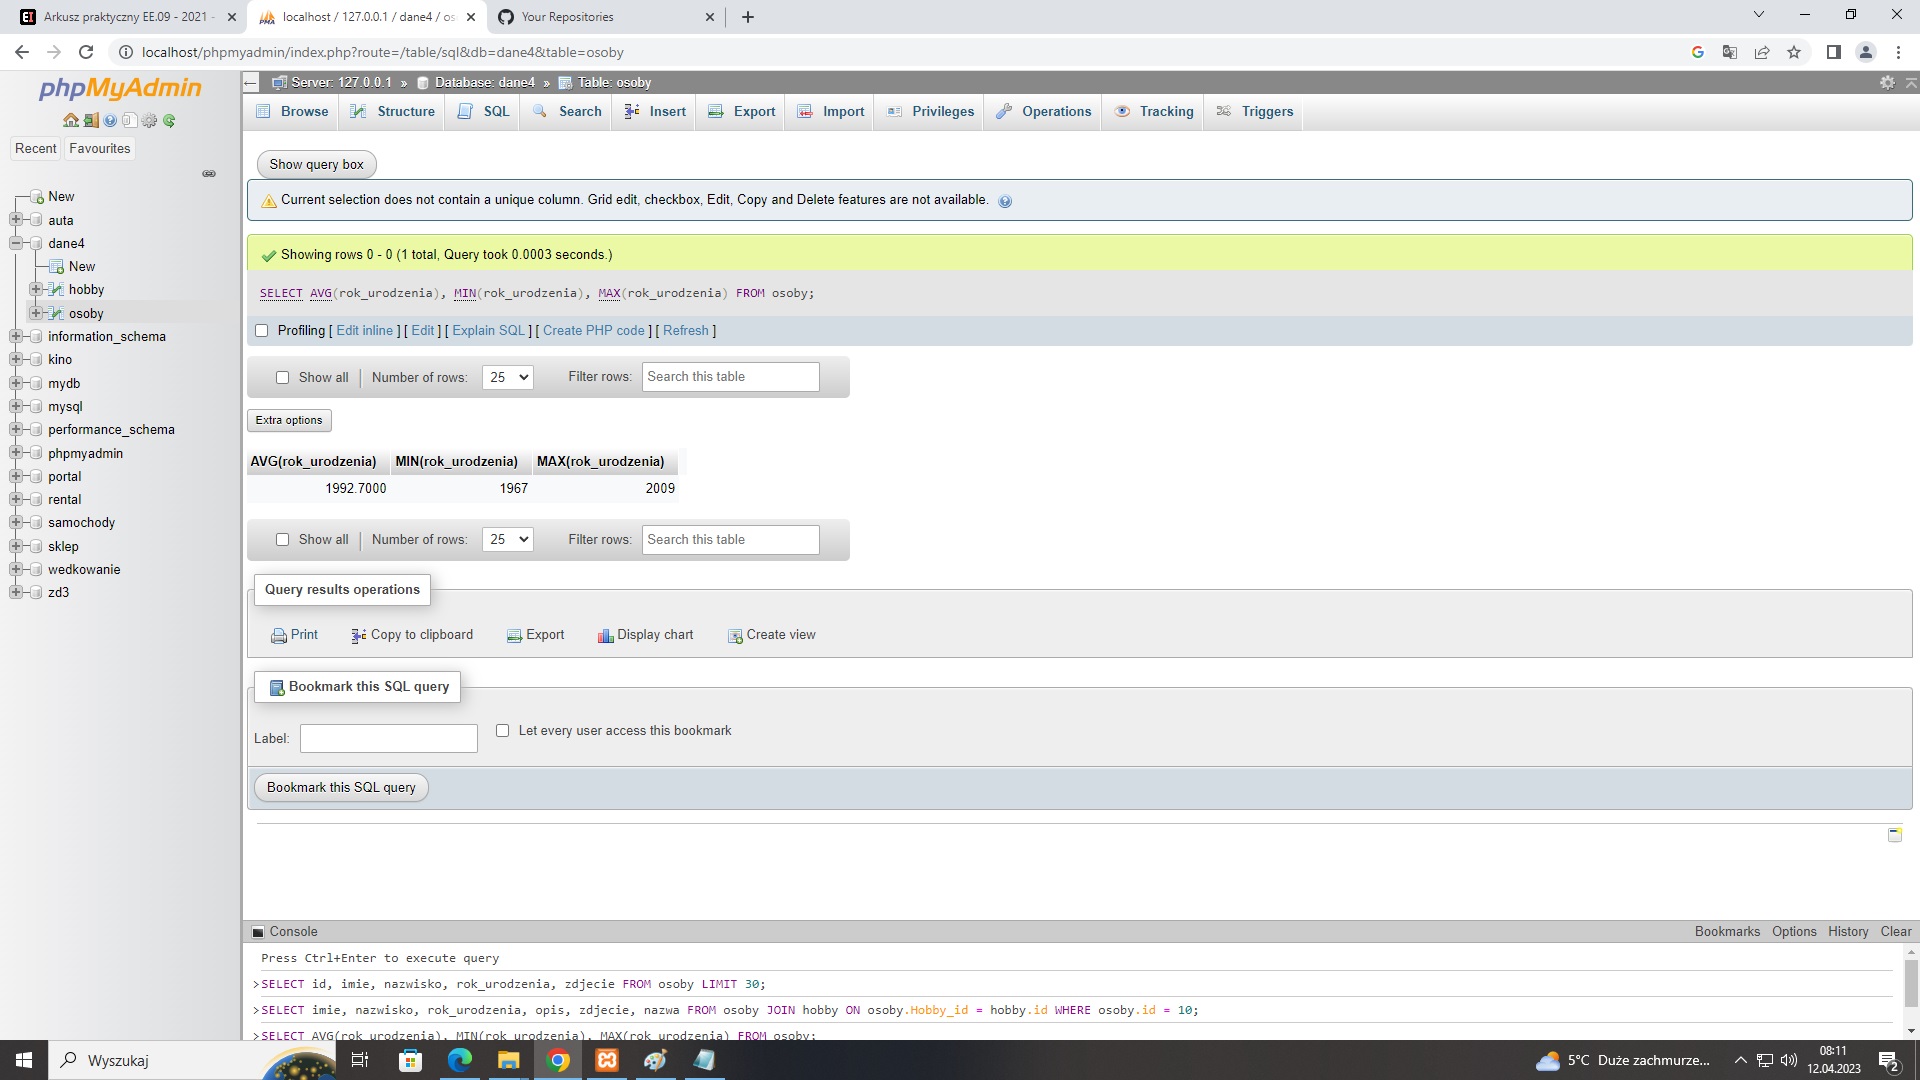 Arkusz praktyczny EE.09 - 2021 -
localhost / 127.0.0.1 / dane4 / os
Your Repositories
localhost/phpmyadmin/index.php?route=/table/sql&db=dane4&table=osoby
phpMyAdmin
Recent
Favourites
New
auta
dane4
New
hobby
osoby
information_schema
kino
mydb
mysql
performance_schema
phpmyadmin
portal
rental
samochody
sklep
wedkowanie
zd3
Server: 127.0.0.1 » Database: dane4 » Table: osoby
Browse Structure SQL Search Insert Export Import Privileges Operations Tracking Triggers
Show query box
Current selection does not contain a unique column. Grid edit, checkbox, Edit, Copy and Delete features are not available.
Showing rows 0 - 0 (1 total, Query took 0.0003 seconds.)
SELECT AVG(rok_urodzenia), MIN(rok_urodzenia), MAX(rok_urodzenia) FROM osoby;
Profiling [ Edit inline ] [ Edit ] [ Explain SQL ] [ Create PHP code ] [ Refresh ]
Show all | Number of rows: 25 Filter rows: Search this table
Extra options
AVG(rok_urodzenia) MIN(rok_urodzenia) MAX(rok_urodzenia)
1992.7000 1967 2009
Show all | Number of rows: 25 Filter rows: Search this table
Query results operations
Print Copy to clipboard Export Display chart Create view
Bookmark this SQL query
Label: Let every user access this bookmark
Bookmark this SQL query
Console Bookmarks Options History Clear
Press Ctrl+Enter to execute query
>SELECT id, imie, nazwisko, rok_urodzenia, zdjecie FROM osoby LIMIT 30;
>SELECT imie, nazwisko, rok_urodzenia, opis, zdjecie, nazwa FROM osoby JOIN hobby ON osoby.Hobby_id = hobby.id WHERE osoby.id = 10;
>SELECT AVG(rok_urodzenia), MIN(rok_urodzenia), MAX(rok_urodzenia) FROM osoby;
Wyszukaj
5°C Duże zachmurze...
08:11
12.04.2023
2